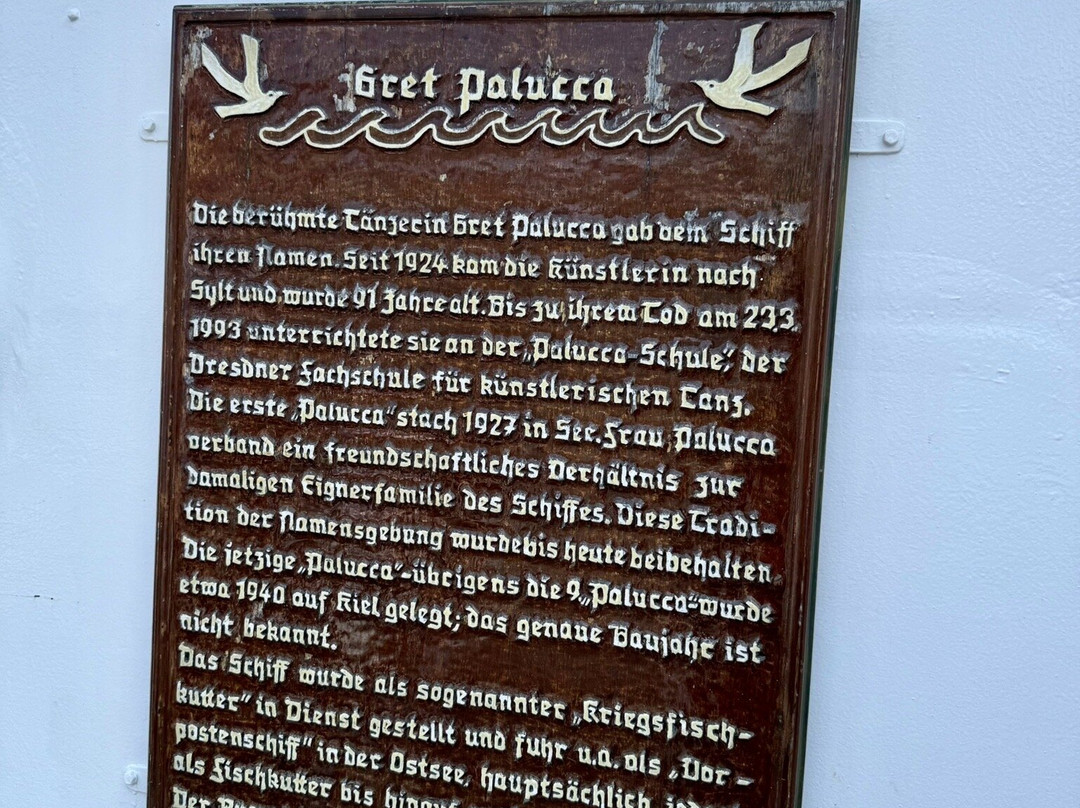 Gret Palucca
Die berühmte Tänzerin Gret Palucca gab dem Schiff
ihren Namen. Seit 1924 kam die Künstlerin nach
Sylt und wurde 91 Jahre alt. Bis zu ihrem Tod am 23.3.
1993 unterrichtete sie an der „Palucca-Schule“, der
Dresdner Fachschule für künstlerischen Tanz.
Die erste „Palucca“ stach 1927 in See. Frau Palucca
verband ein freundschaftliches Verhältnis zur
damaligen Eignerfamilie des Schiffes. Diese Tradi-
tion der Namensgebung wurde bis heute beibehalten.
Die jetzige „Palucca“-übrigens die 9. „Palucca“-wurde
etwa 1940 auf Kiel gelegt; das genaue Baujahr ist
nicht bekannt.
Das Schiff wurde als sogenannter „Kriegsfisch-
kutter“ in Dienst gestellt und fuhr u.a. als „Vor-
postenschiff“ in der Ostsee, hauptsächlich
als Fischkutter bis
Der